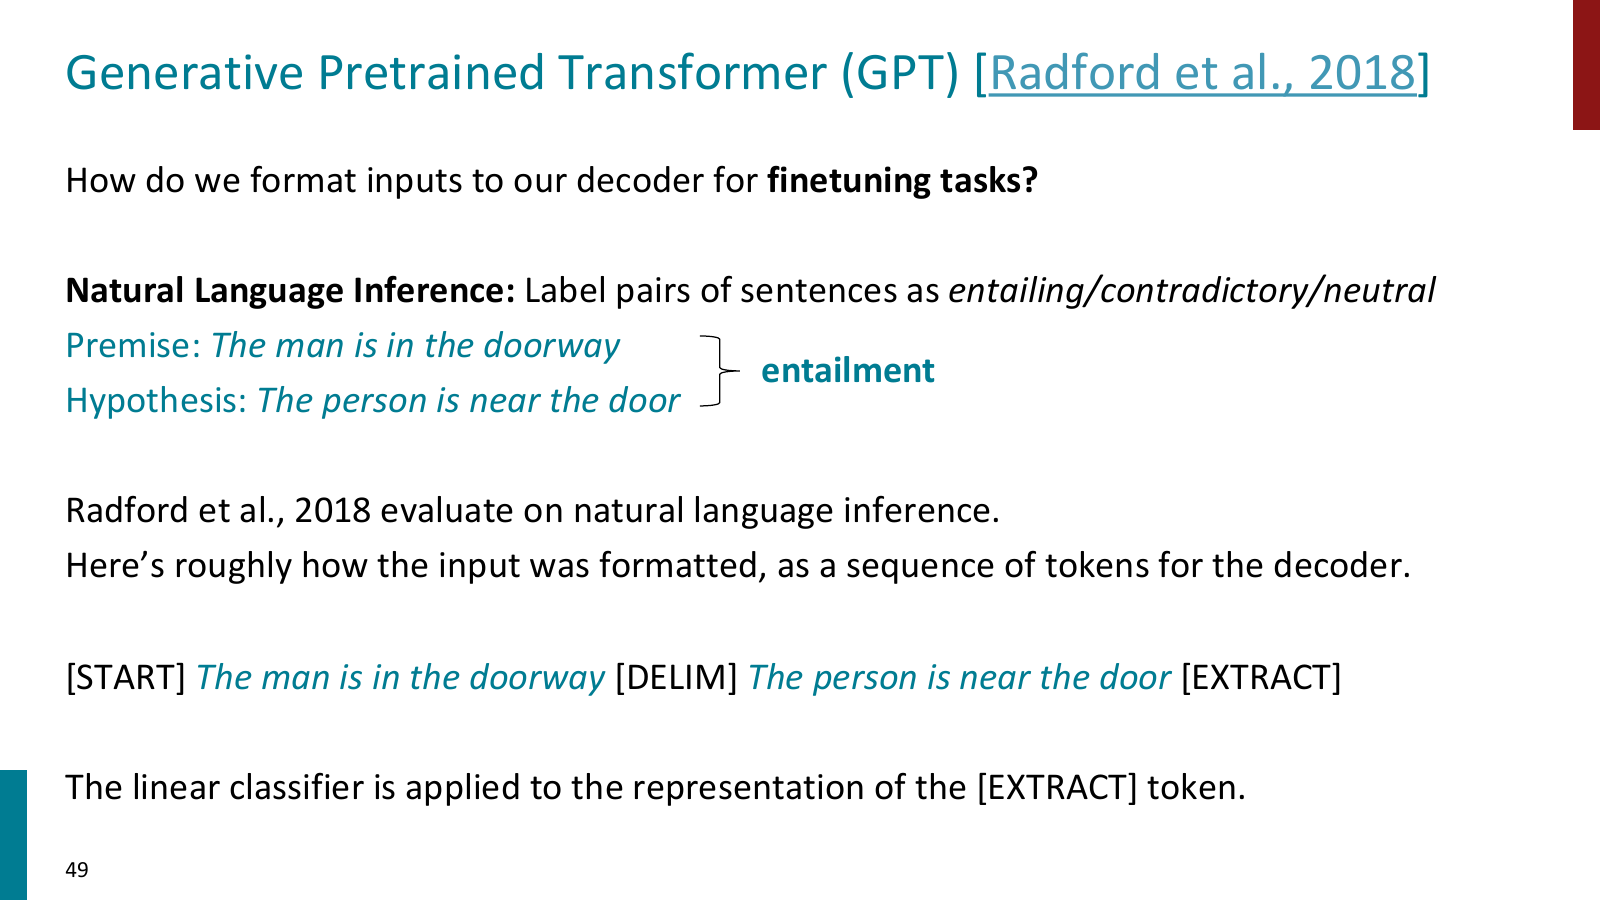 Generative Pretrained Transformer (GPT) [Radford et al., 2018]
How do we format inputs to our decoder for finetuning tasks?
Natural Language Inference: Label pairs of sentences as entailing/contradictory/neutral
Premise: The man is in the doorway
Hypothesis: The person is near the door
entailment
Radford et al., 2018 evaluate on natural language inference.
Here’s roughly how the input was formatted, as a sequence of tokens for the decoder.
[START] The man is in the doorway [DELIM] The person is near the door [EXTRACT]
The linear classifier is applied to the representation of the [EXTRACT] token.
49